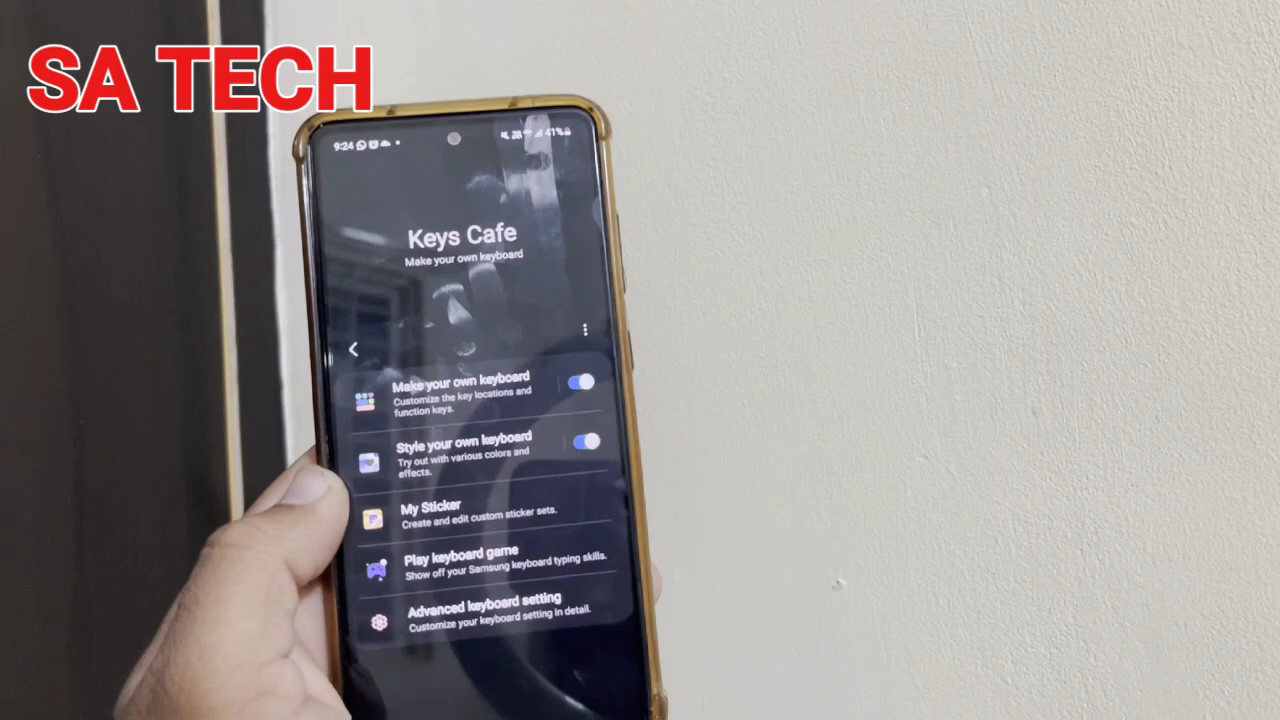 SA TECH
9:24
41%
Keys Cafe
Make your own keyboard
Make your own keyboard
Customize the key locations and
function keys.
Style your own keyboard
Try out with various colors and
effects.
My Sticker
Create and edit custom sticker sets.
Play keyboard game
Show off your Samsung keyboard typing skills.
Advanced keyboard setting
Customize your keyboard setting in detail.